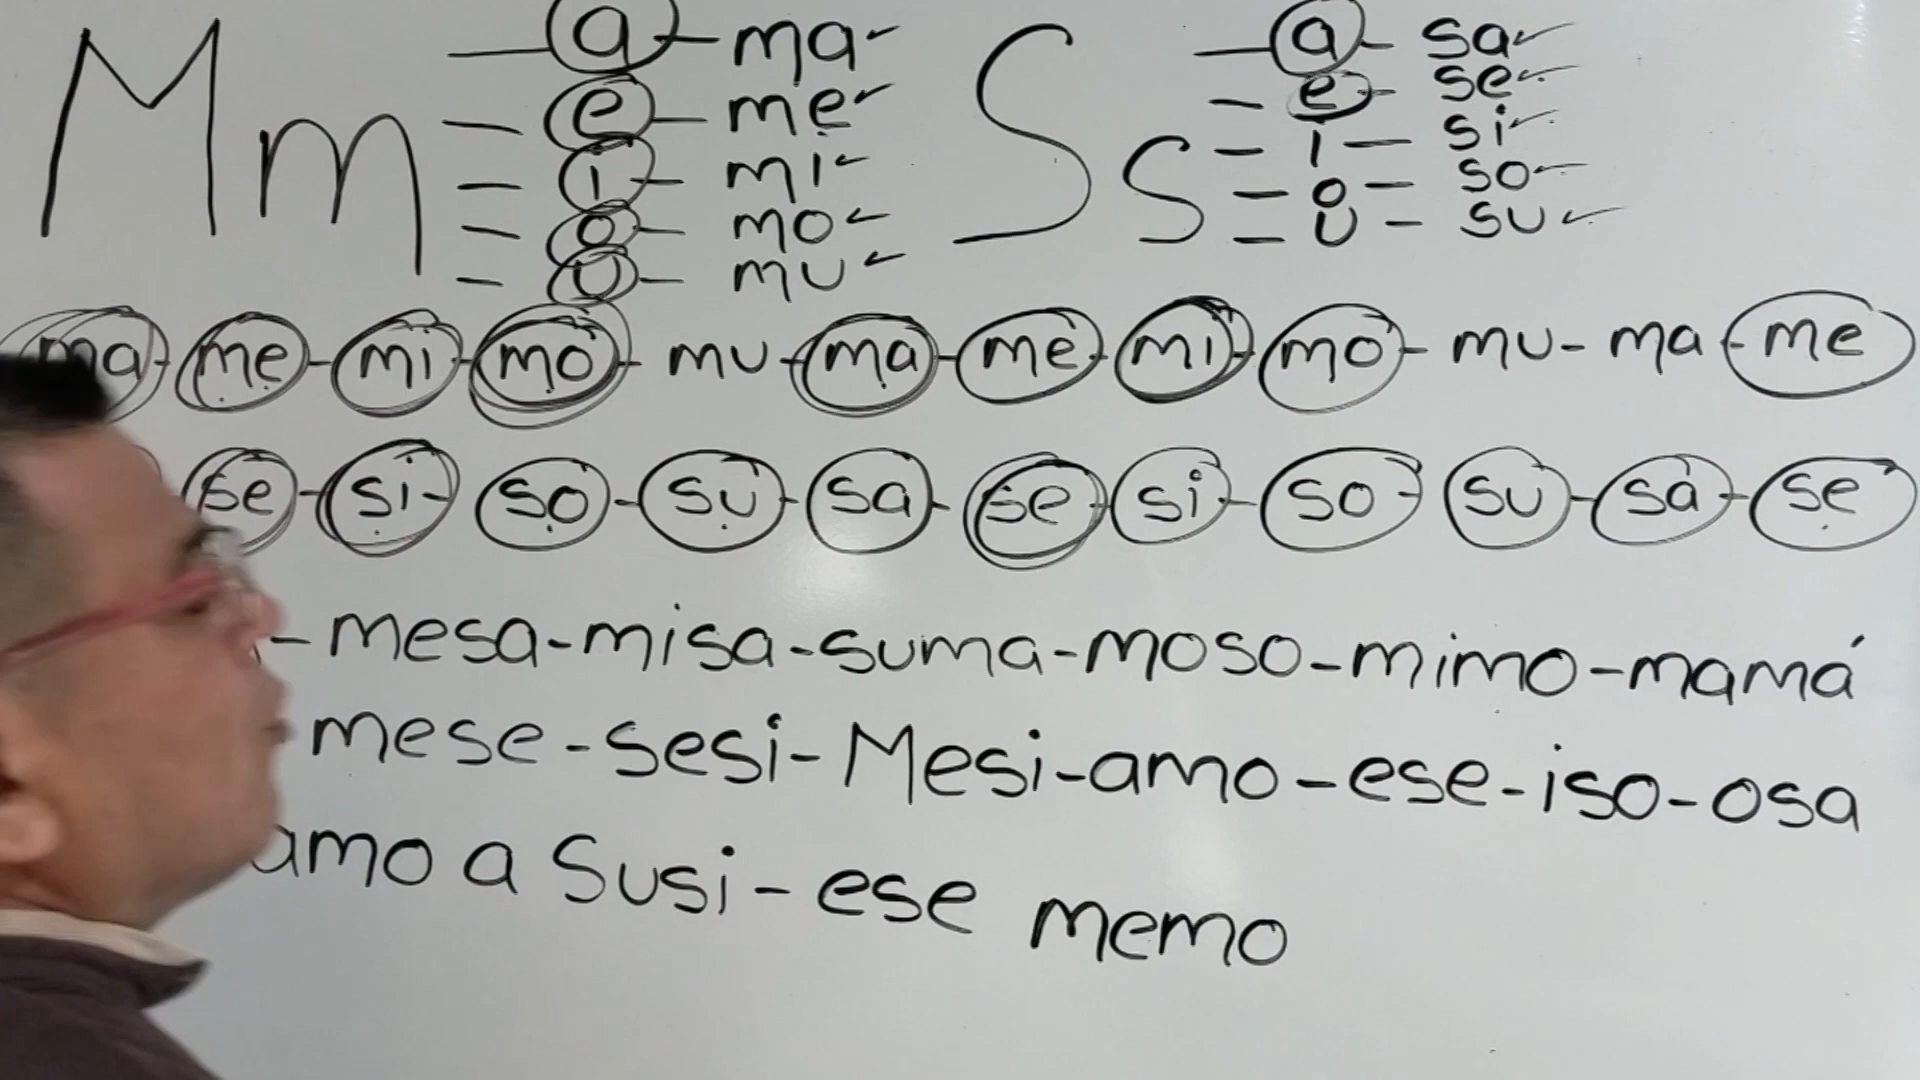 Mm - a - ma Ss - a - sa
- e - me - e - se
- i - mi - i - si
- o - mo - o - so
- u - mu - u - su
ma - me - mi - mo - mu - ma - me - mi - mo - mu - ma - me
se - si - so - su - sa - se - si - so - su - sa - se
- mesa - misa - suma - moso - mimo - mamá
mese - sesi - Mesi - amo - ese - iso - osa
amo a Susi - ese memo